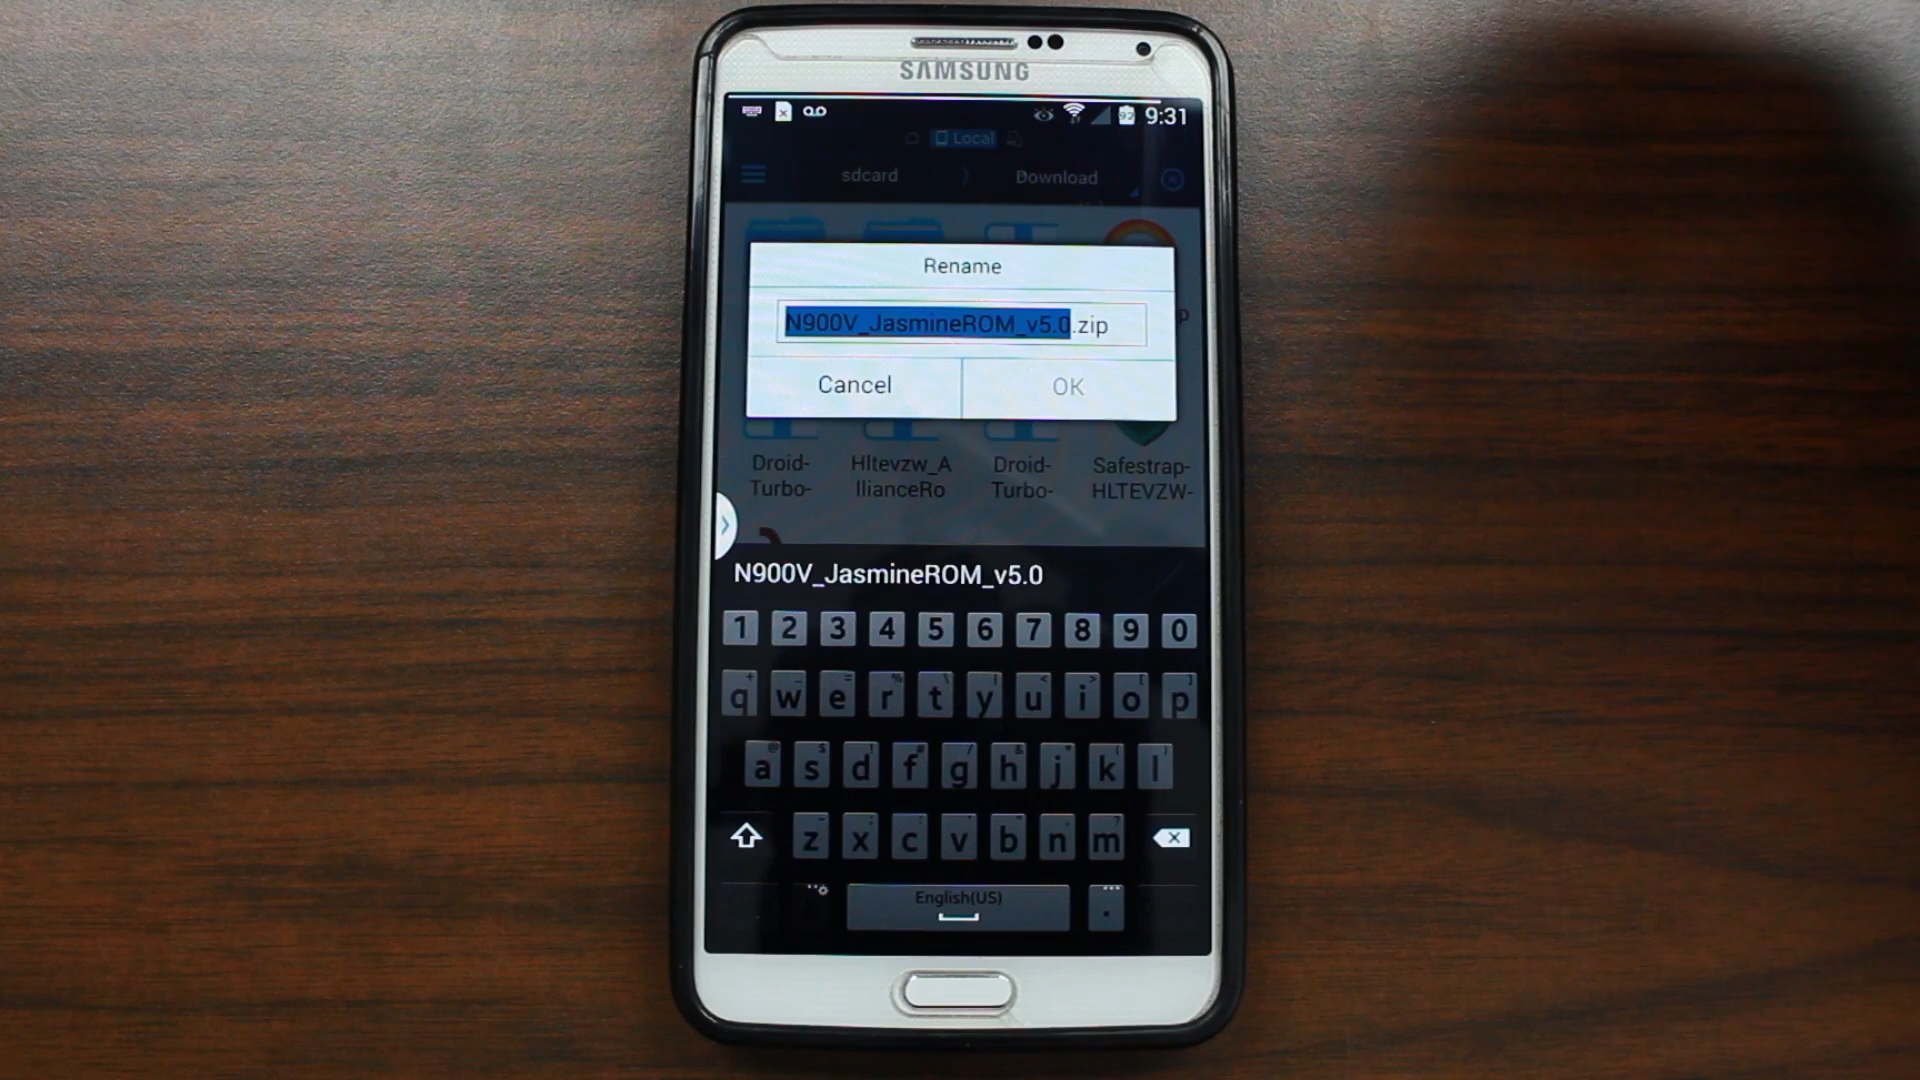 SAMSUNG
92 9:31
Local
sdcard Download
Rename
N900V_JasmineROM_v5.0.zip
Cancel OK
Droid- Hltevzw_A Droid- Safestrap-
Turbo- llianceRo Turbo- HLTEVZW-
N900V_JasmineROM_v5.0
1 2 3 4 5 6 7 8 9 0
q w e r t y u i o p
a s d f g h j k l
z x c v b n m
English(US) .